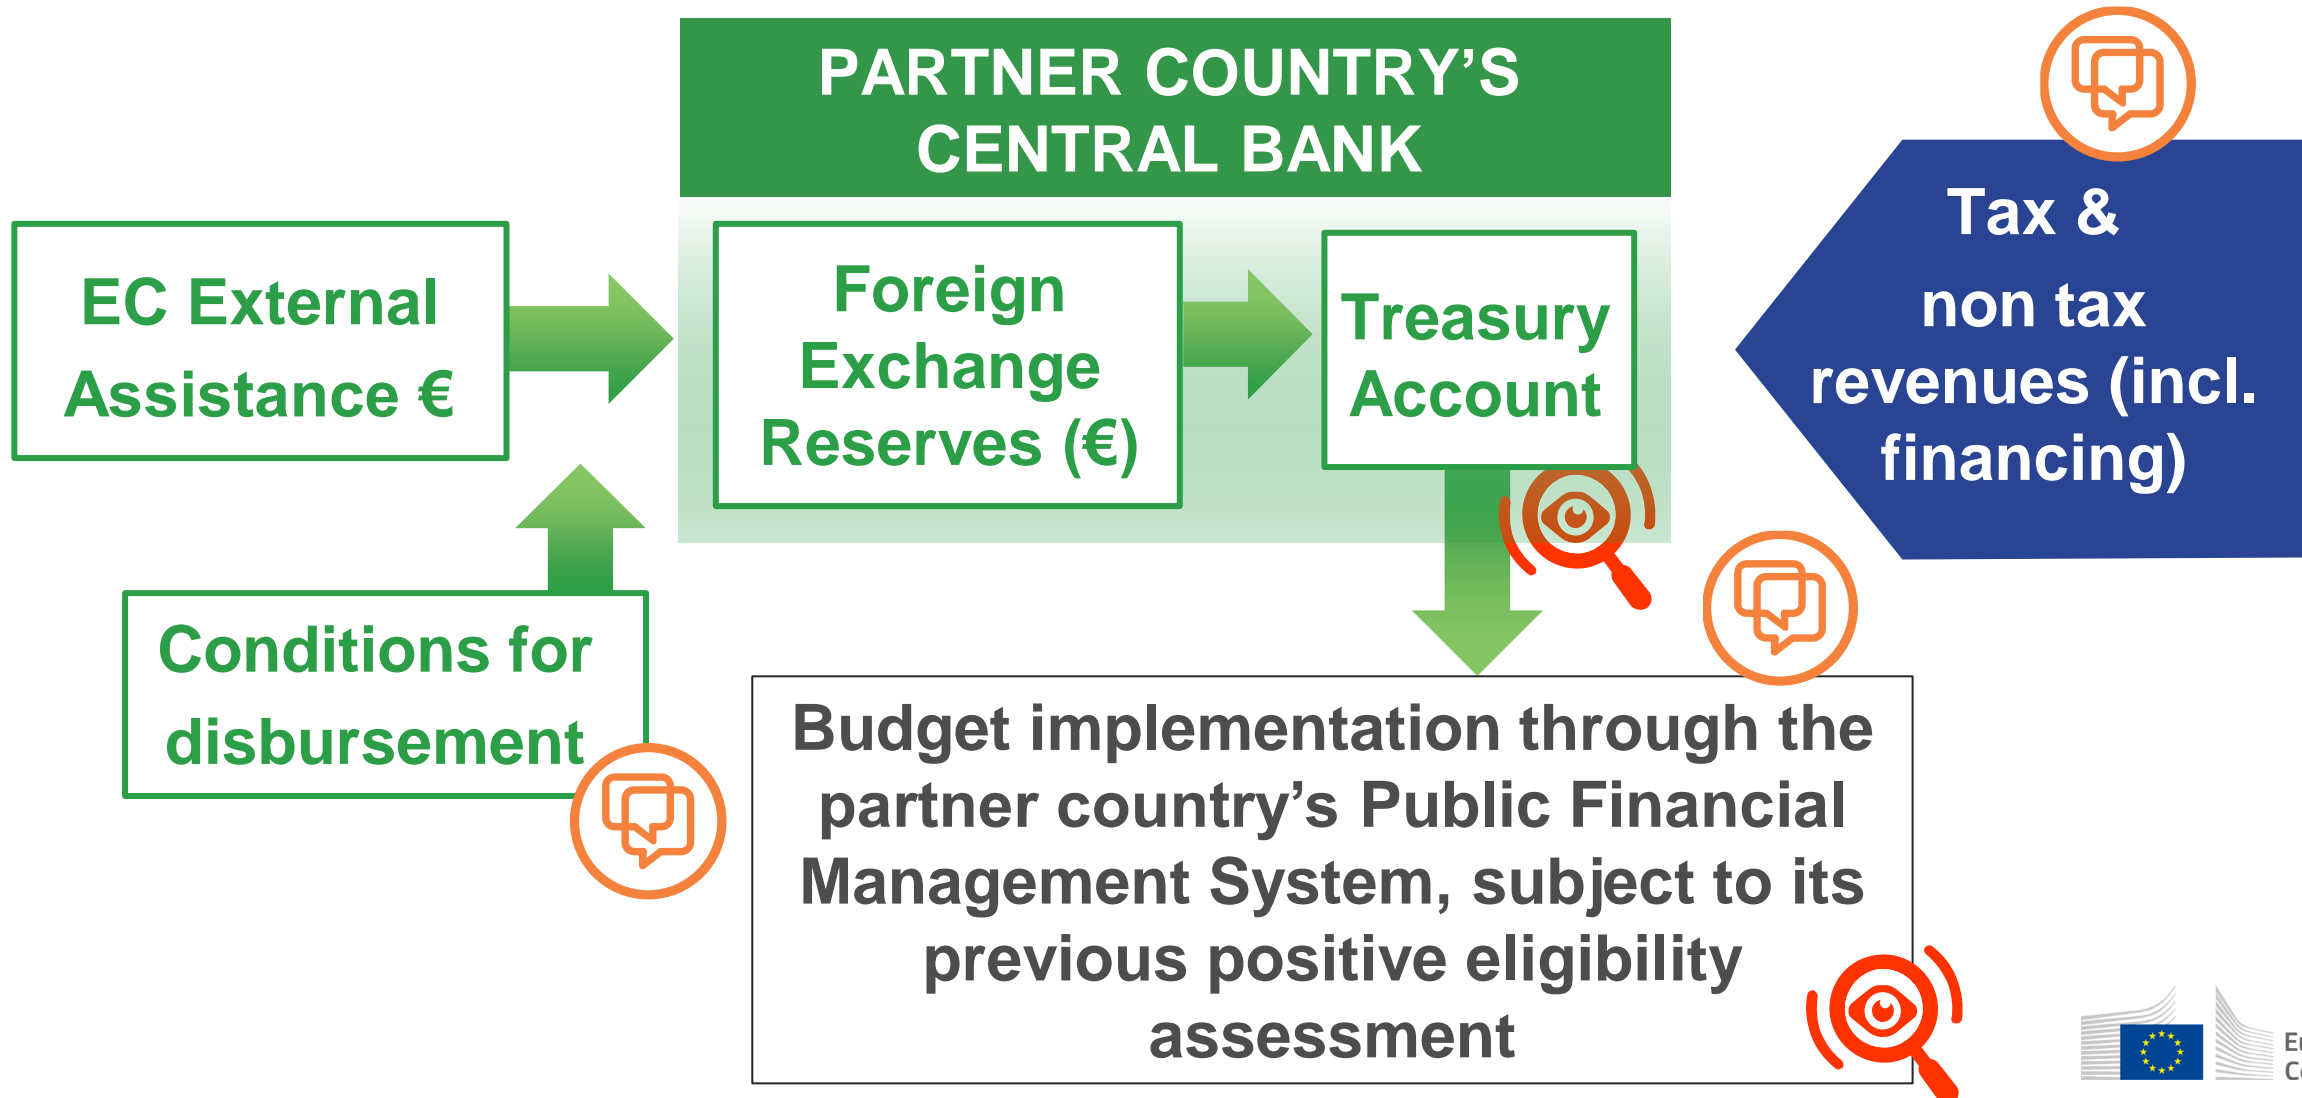 PARTNER COUNTRY’S
CENTRAL BANK
EC External
Assistance €
Foreign
Exchange
Reserves (€)
Treasury
Account
Tax &
non tax
revenues (incl.
financing)
Conditions for
disbursement
Budget implementation through the
partner country’s Public Financial
Management System, subject to its
previous positive eligibility
assessment